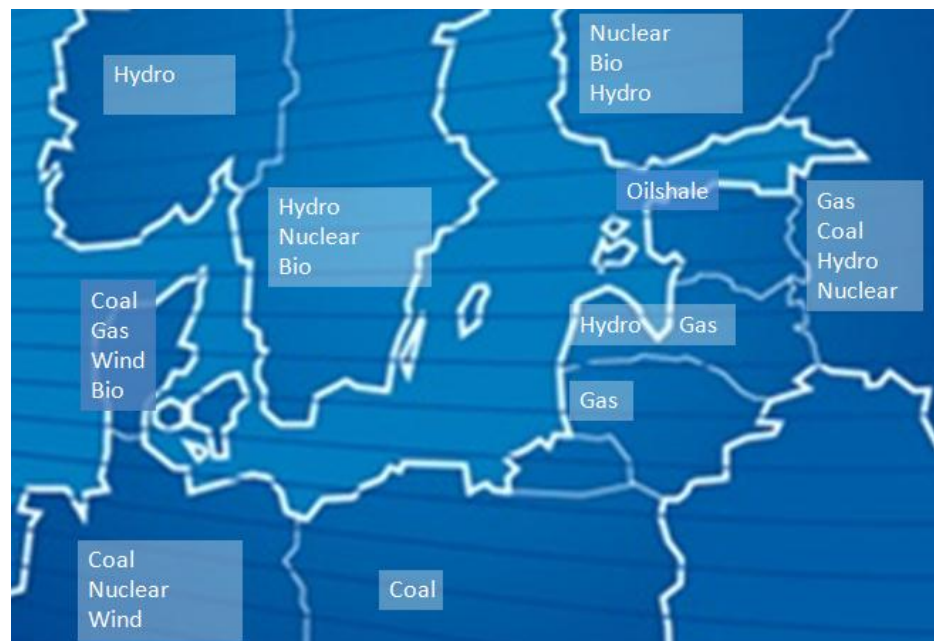 Hydro
Nuclear
Bio
Hydro
Oilshale
Hydro
Nuclear
Bio
Gas
Coal
Hydro
Nuclear
Coal
Gas
Wind
Bio
Hydro Gas
Gas
Coal
Nuclear
Wind
Coal